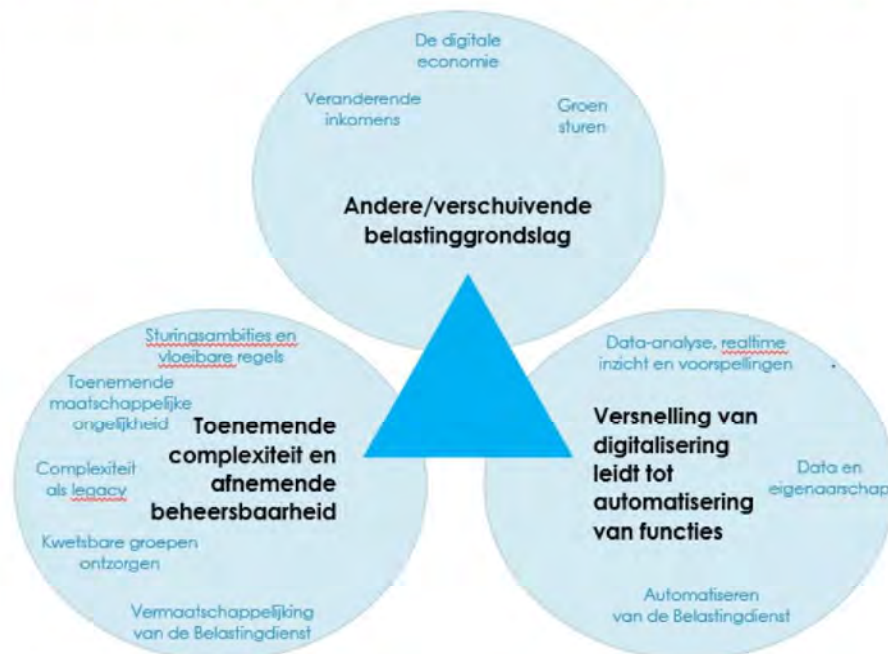 De digitale
economie
Veranderende
inkomens
Groen
sturen
Andere/verschuivende
belastinggrondslag
Sturingsambities en
vloeibare regels
Toenemende
maatschappelijke
ongelijkheid
Toenemende
complexiteit en
afnemende
beheersbaarheid
Complexiteit
als legacy
Kwetsbare groepen
ontzorgen
Vermaatschappelijking
van de Belastingdienst
Data-analyse, realtime
inzicht en voorspellingen
Versnelling van
digitalisering
leidt tot
automatisering
van functies
Data en
eigenaarschap
Automatiseren
van de Belastingdienst